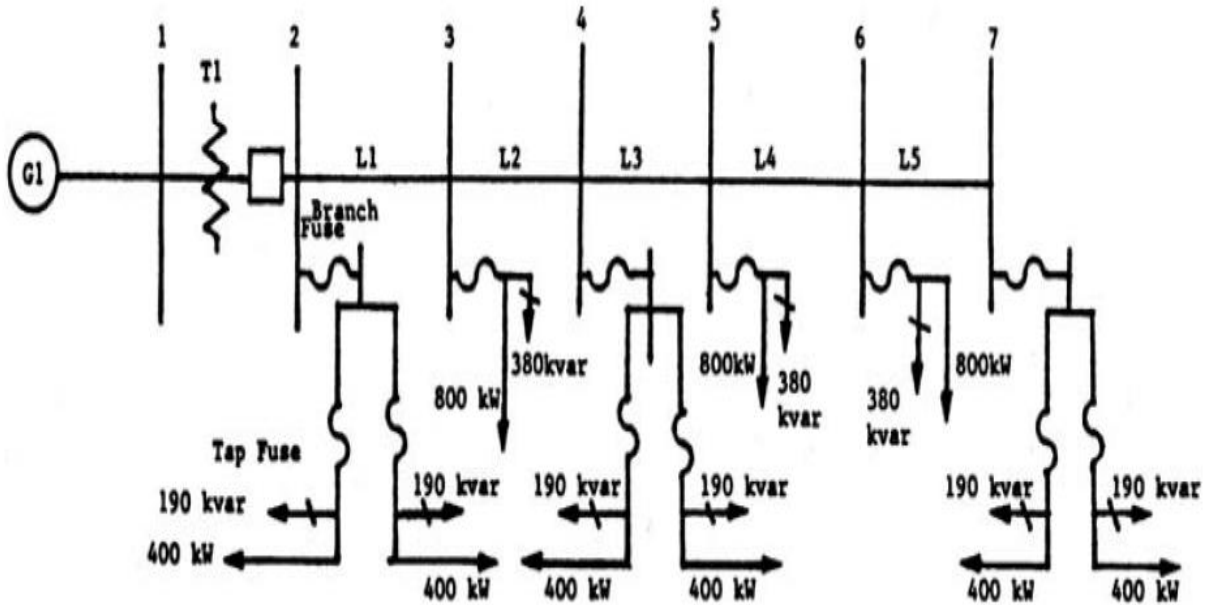 1
2
3
4
5
6
7
T1
G1
L1
L2
L3
L4
L5
Branch
Fuse
380kvar
800 kW
800kW
380
kvar
380
kvar
800kW
Tap Fuse
190 kvar
190 kvar
190 kvar
190 kvar
190 kvar
190 kvar
400 kW
400 kW
400 kW
400 kW
400 kW
400 kW